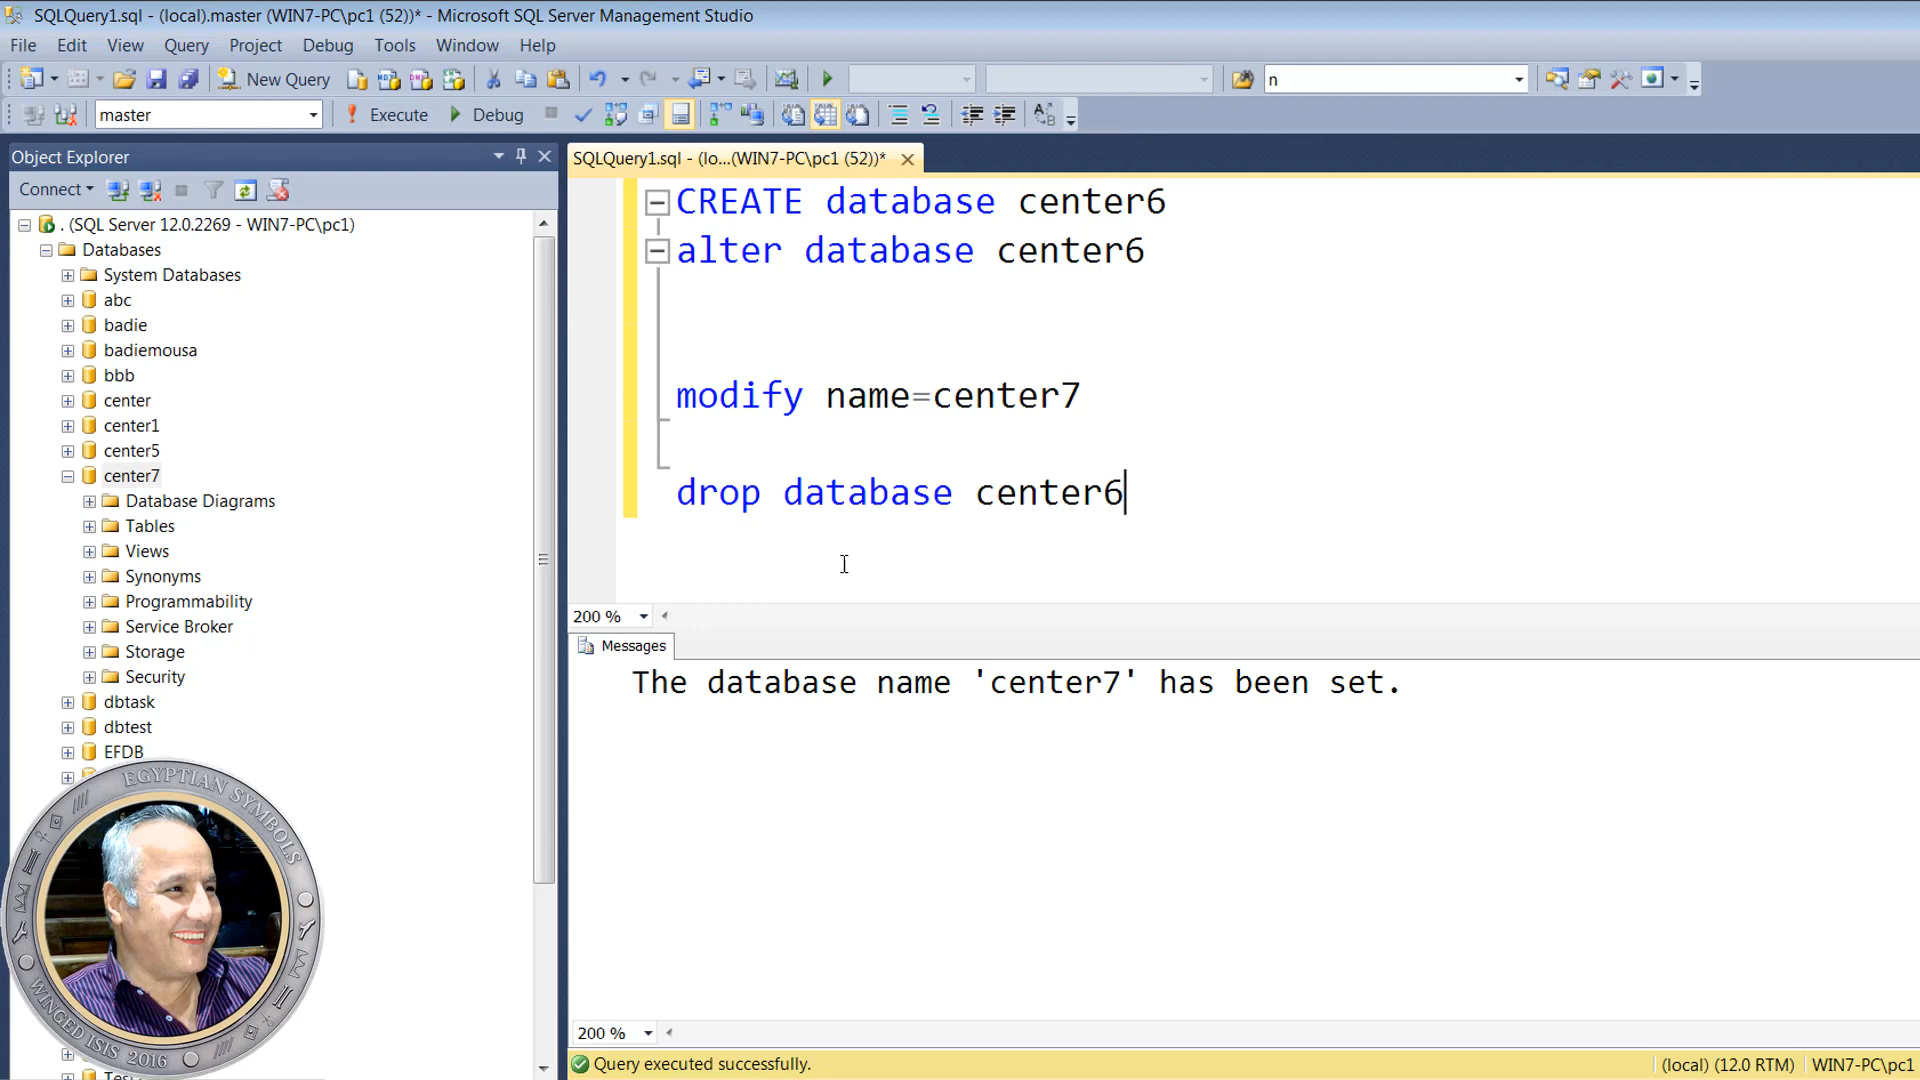 SQLQuery1.sql - (local).master (WIN7-PC\pc1 (52))* - Microsoft SQL Server Management Studio
File Edit View Query Project Debug Tools Window Help
New Query
n
master
Execute
Debug
Object Explorer
Connect
. (SQL Server 12.0.2269 - WIN7-PC\pc1)
Databases
System Databases
abc
badie
badiemousa
bbb
center
center1
center5
center7
Database Diagrams
Tables
Views
Synonyms
Programmability
Service Broker
Storage
Security
dbtask
dbtest
EFDB
EGYPTIAN SYMBOLS
WINGED ISIS 2016
SQLQuery1.sql - (lo...(WIN7-PC\pc1 (52))*
CREATE database center6
alter database center6
modify name=center7
drop database center6
200 %
Messages
The database name 'center7' has been set.
200 %
Query executed successfully.
(local) (12.0 RTM)
WIN7-PC\pc1